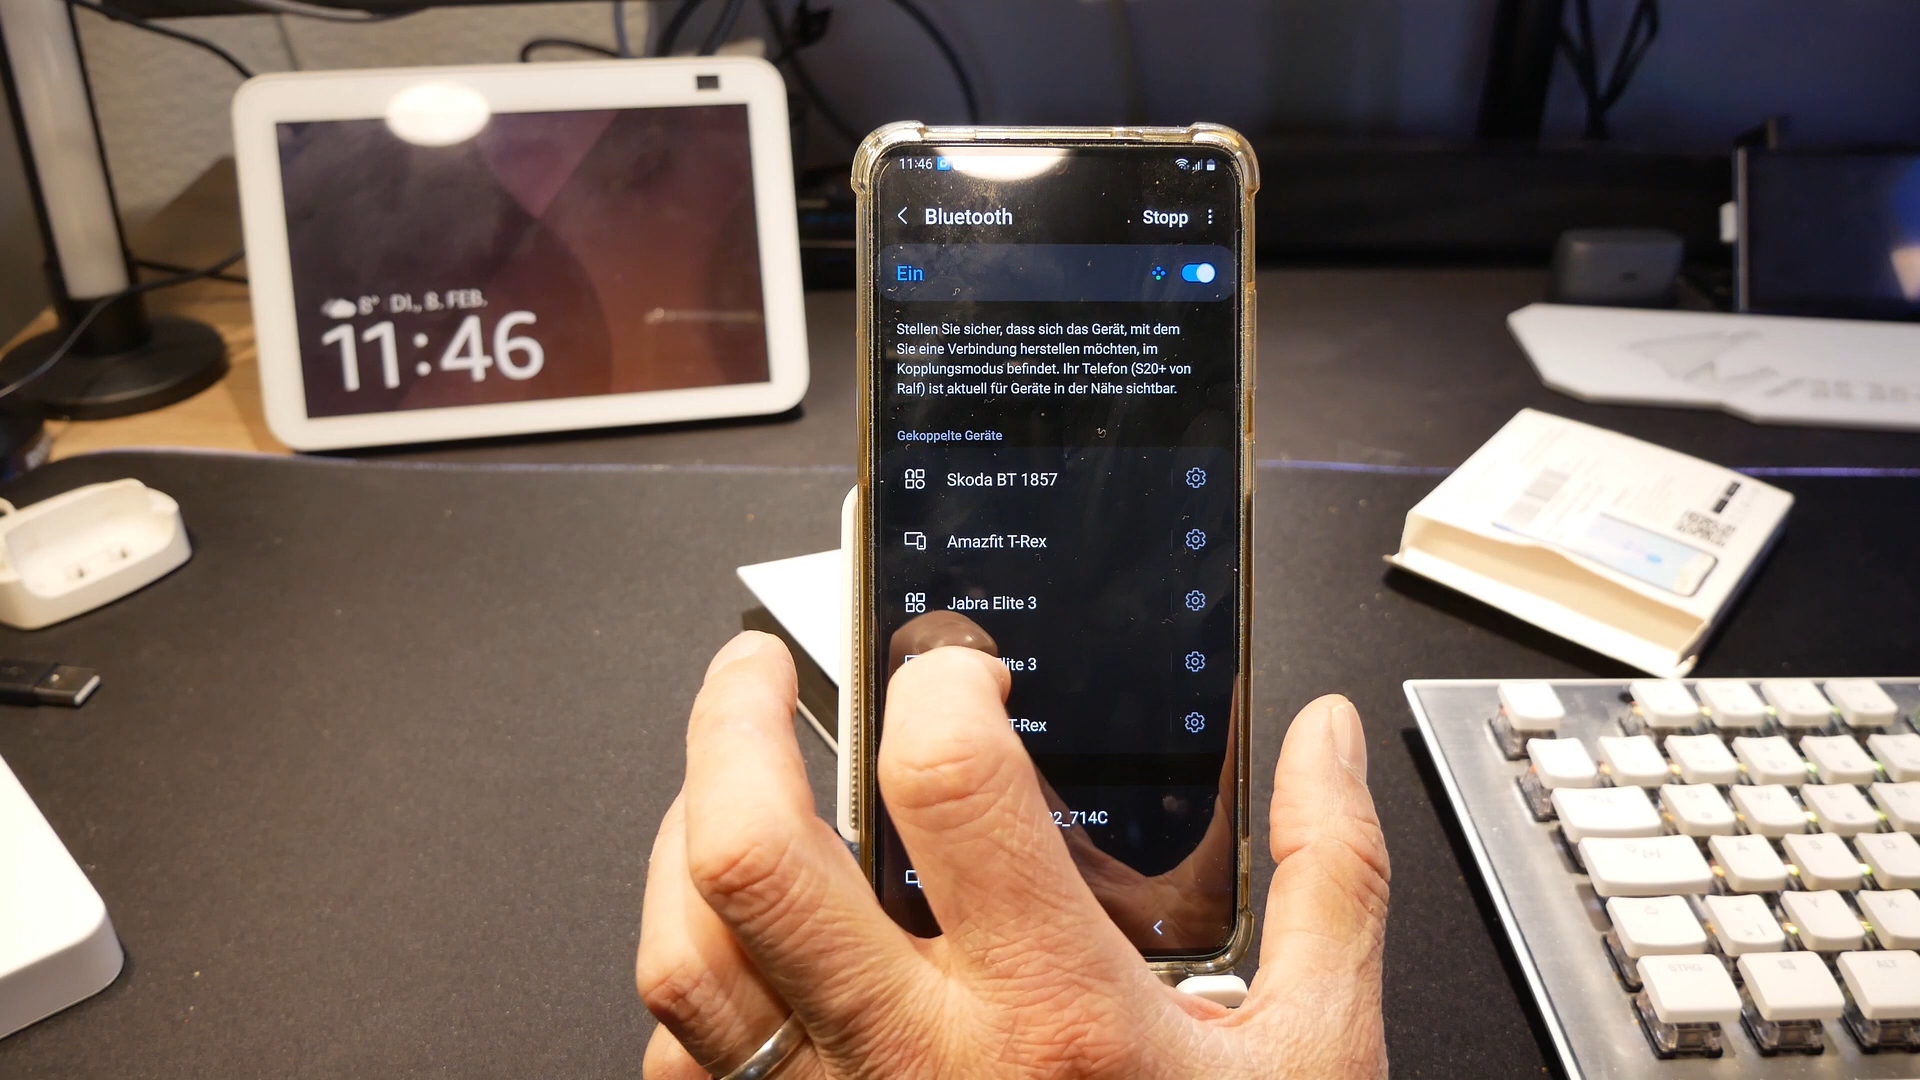 8° DI., 8. FEB.
11:46
11:46
Bluetooth
Stopp
Ein
Stellen Sie sicher, dass sich das Gerät, mit dem
Sie eine Verbindung herstellen möchten, im
Kopplungsmodus befindet. Ihr Telefon (S20+ von
Ralf) ist aktuell für Geräte in der Nähe sichtbar.
Gekoppelte Geräte
Skoda BT 1857
Amazfit T-Rex
Jabra Elite 3
lite 3
T-Rex
2_714C
STRG
ALT